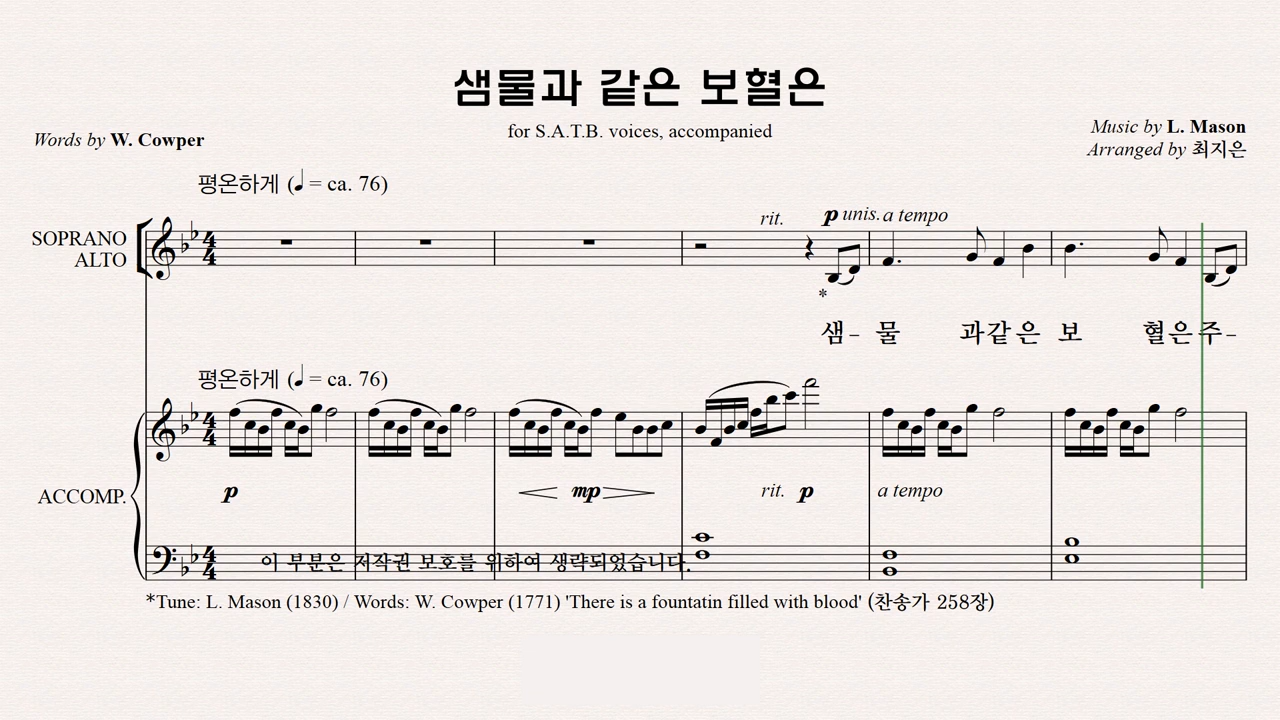 샘물과 같은 보혈은
for S.A.T.B. voices, accompanied
Words by W. Cowper
Music by L. Mason
Arranged by 최지은
평온하게 (♩ = ca. 76)
rit. p unis. a tempo
SOPRANO
ALTO
*
샘- 물 과같은 보 혈은주-
평온하게 (♩ = ca. 76)
p mp rit. p a tempo
ACCOMP.
이 부분은 저작권 보호를 위하여 생략되었습니다.
*Tune: L. Mason (1830) / Words: W. Cowper (1771) 'There is a fountatin filled with blood' (찬송가 258장)